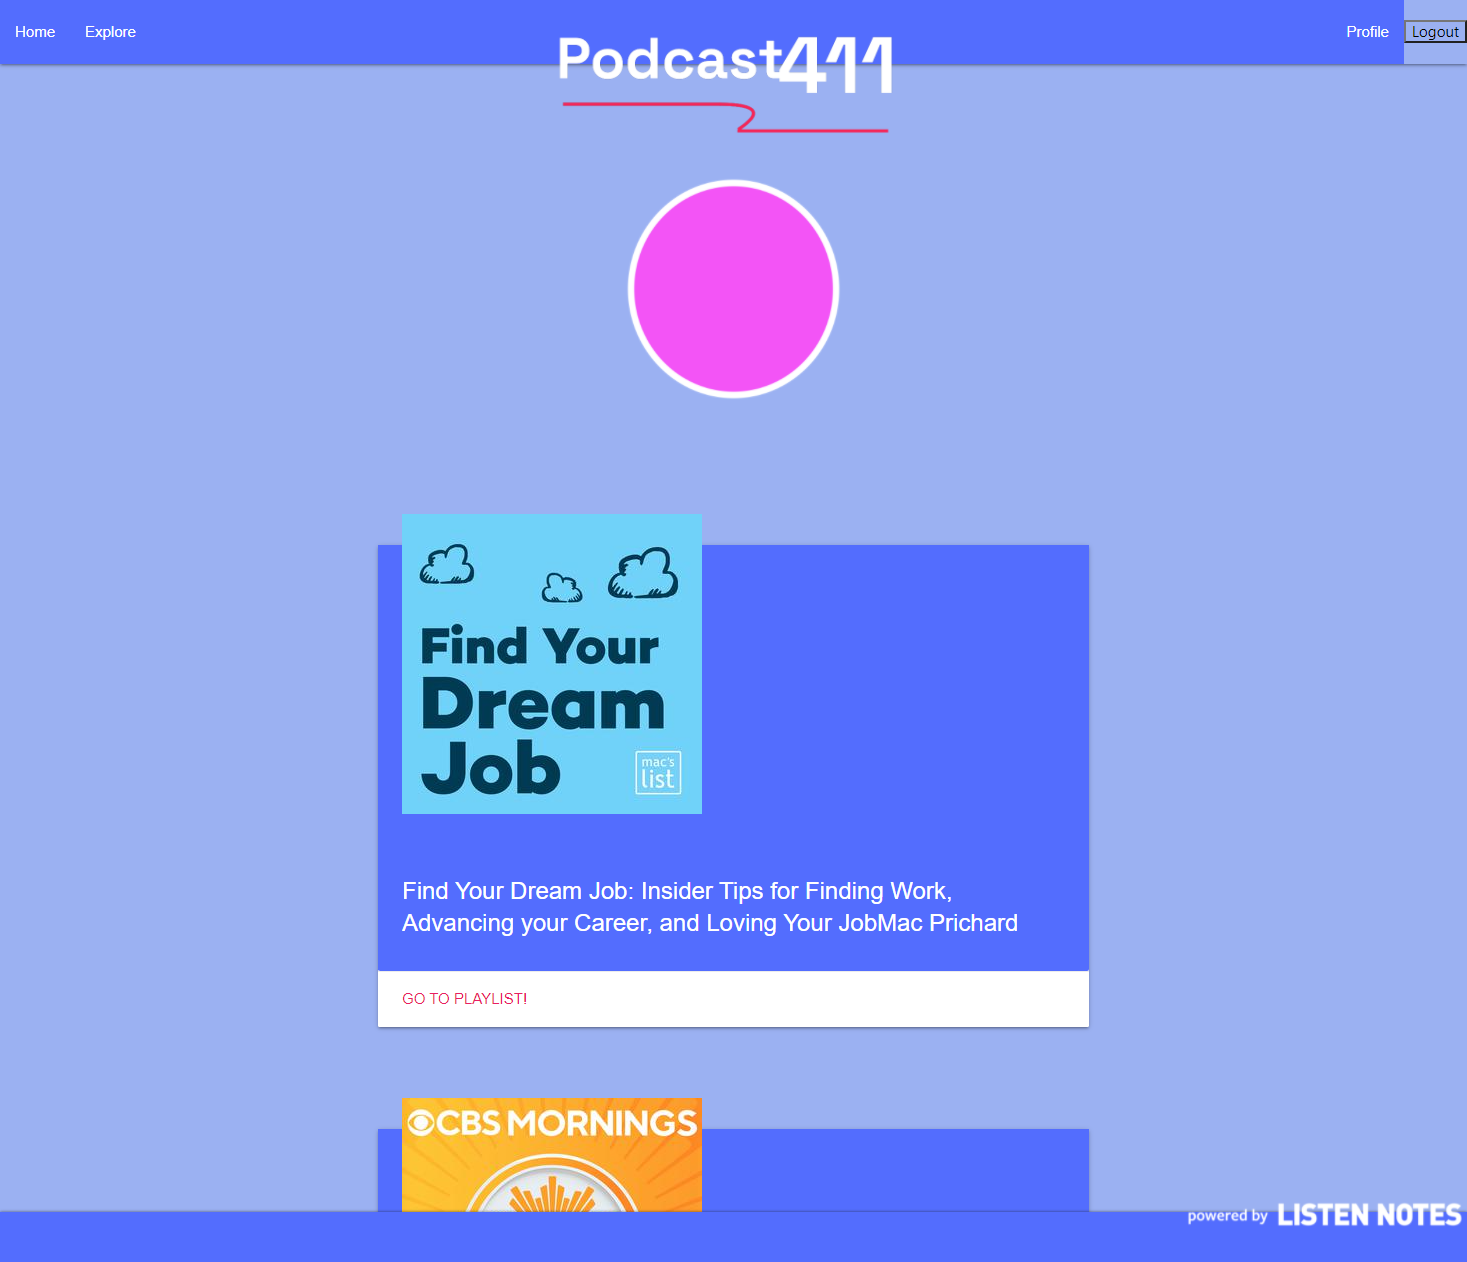 Home Explore Profile Logout
Podcast411
Find Your
Dream
Job
mac's
list
Find Your Dream Job: Insider Tips for Finding Work,
Advancing your Career, and Loving Your JobMac Prichard
GO TO PLAYLIST!
CBS MORNINGS
powered by LISTEN NOTES